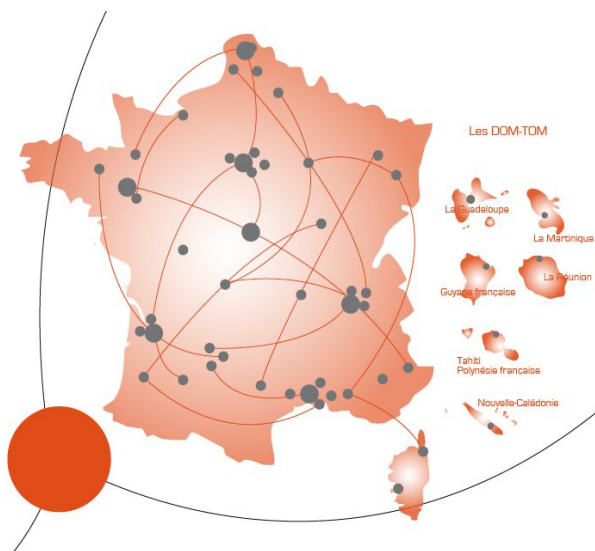 Les DOM-TOM
La Guadeloupe
La Martinique
La Réunion
Guyane française
Tahiti
Polynésie française
Nouvelle-Calédonie